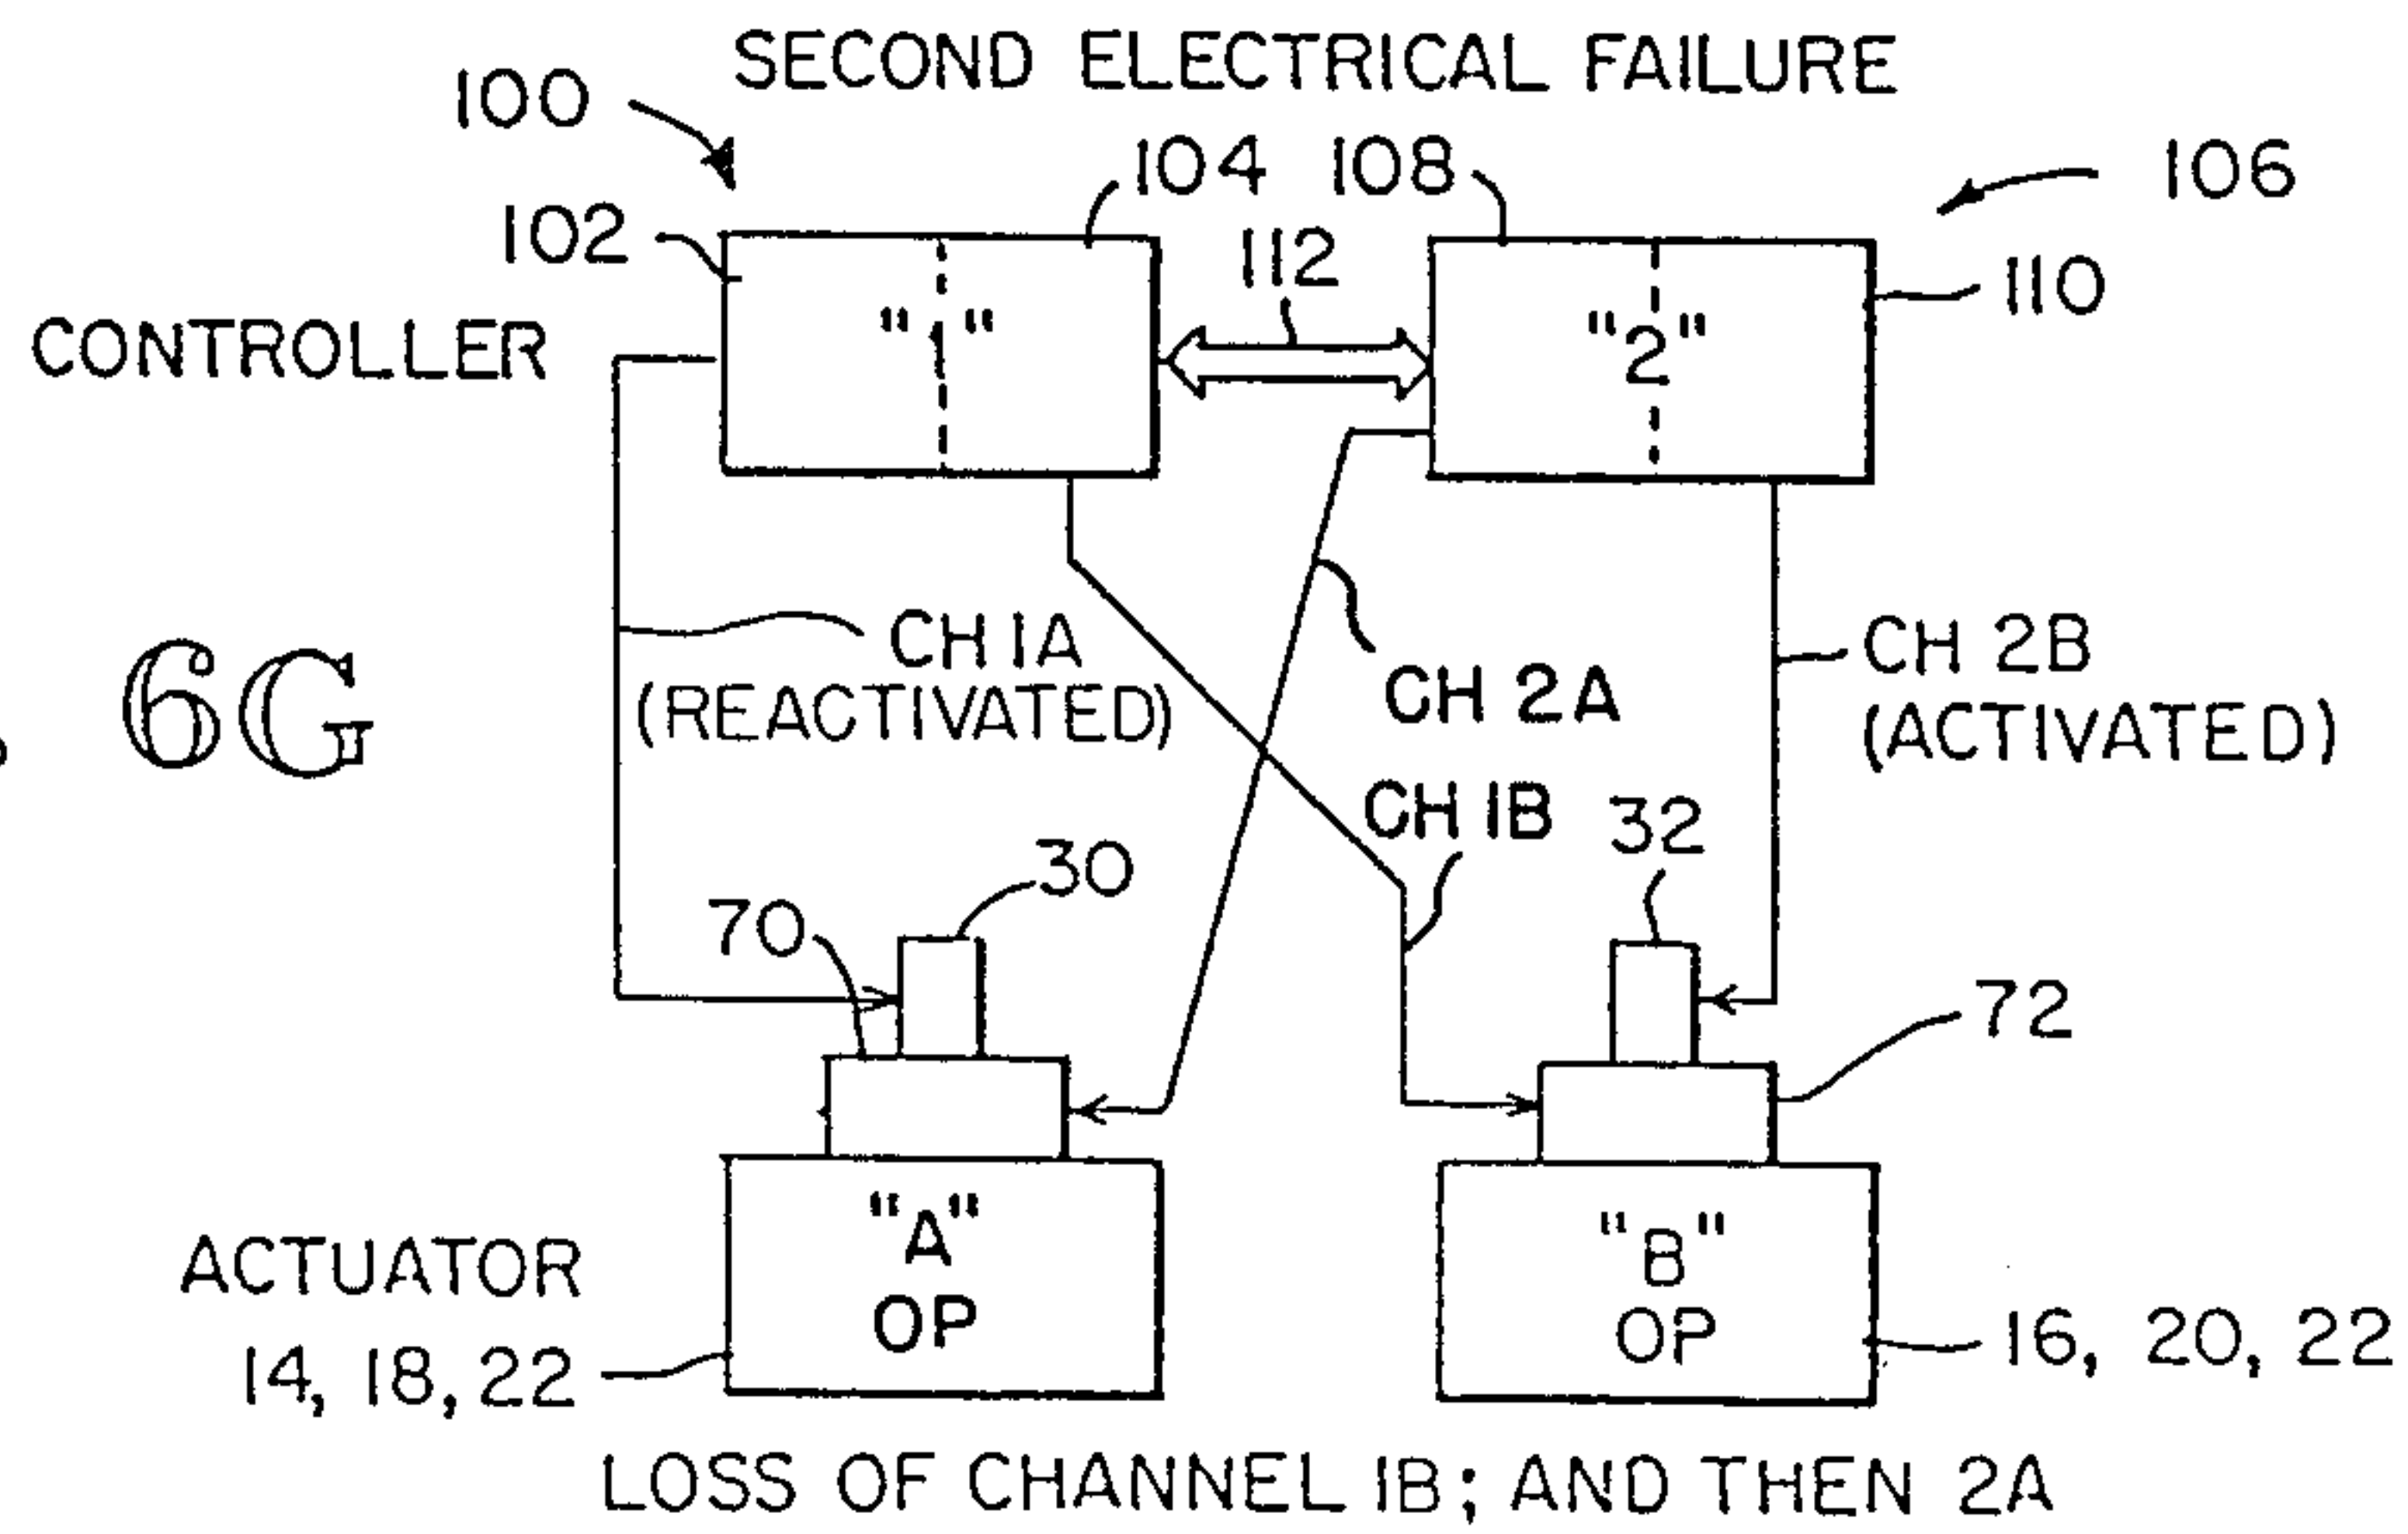 SECOND ELECTRICAL FAILURE
100
104
108
106
102
112
110
"1"
"2"
CONTROLLER
CH 1A
(REACTIVATED)
CH 2A
CH 2B
(ACTIVATED)
6G
CH 1B
32
30
70
72
"A"
OP
"B"
OP
ACTUATOR
14, 18, 22
16, 20, 22
LOSS OF CHANNEL 1B; AND THEN 2A